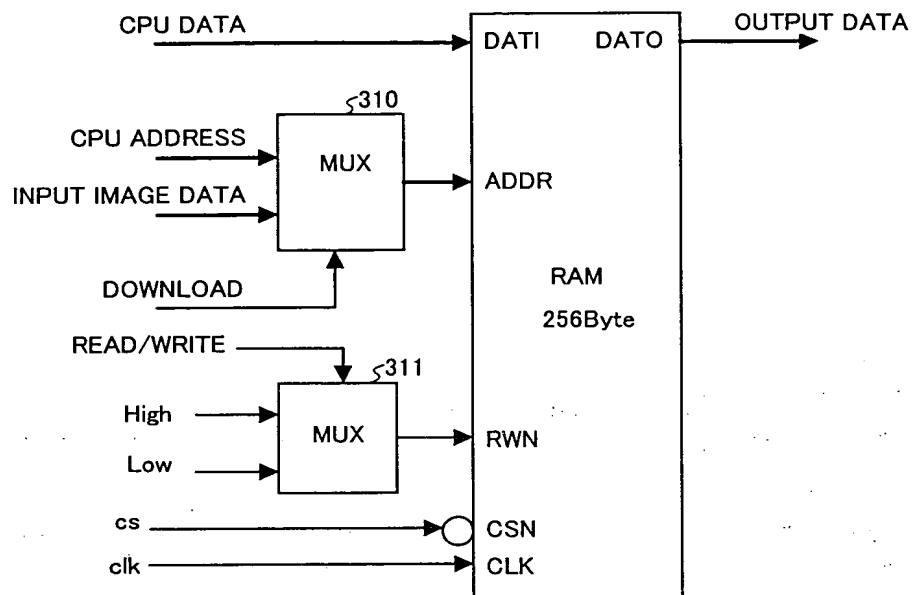 CPU DATA
DATI
DATO
OUTPUT DATA
310
CPU ADDRESS
MUX
INPUT IMAGE DATA
ADDR
DOWNLOAD
RAM
256Byte
READ/WRITE
311
High
MUX
RWN
Low
cs
CSN
clk
CLK